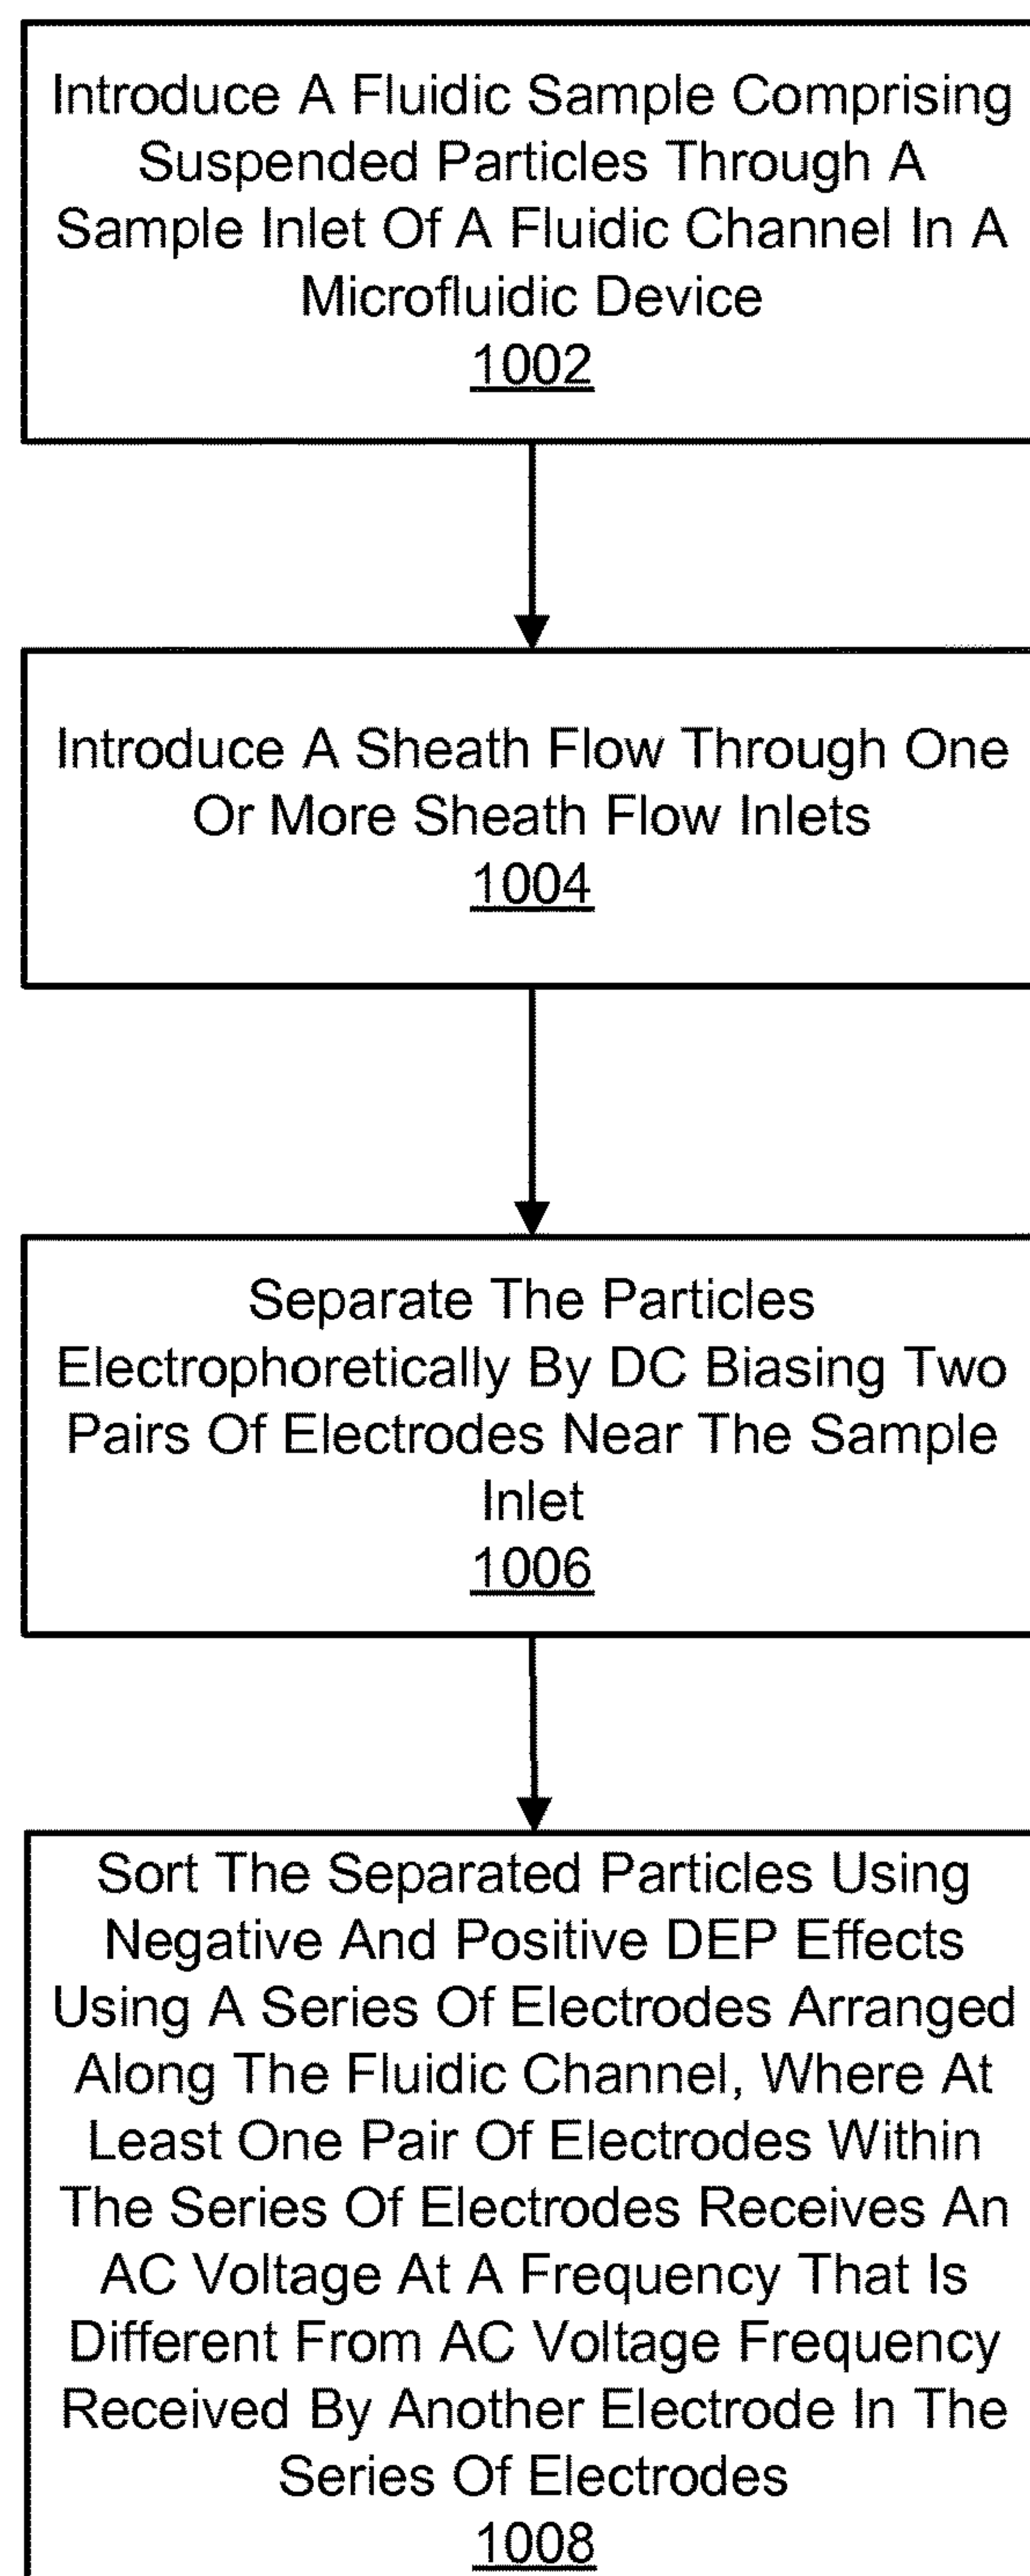 Introduce A Fluidic Sample Comprising
Suspended Particles Through A
Sample Inlet Of A Fluidic Channel In A
Microfluidic Device
1002
Introduce A Sheath Flow Through One
Or More Sheath Flow Inlets
1004
Separate The Particles
Electrophoretically By DC Biasing Two
Pairs Of Electrodes Near The Sample
Inlet
1006
Sort The Separated Particles Using
Negative And Positive DEP Effects
Using A Series Of Electrodes Arranged
Along The Fluidic Channel, Where At
Least One Pair Of Electrodes Within
The Series Of Electrodes Receives An
AC Voltage At A Frequency That Is
Different From AC Voltage Frequency
Received By Another Electrode In The
Series Of Electrodes
1008